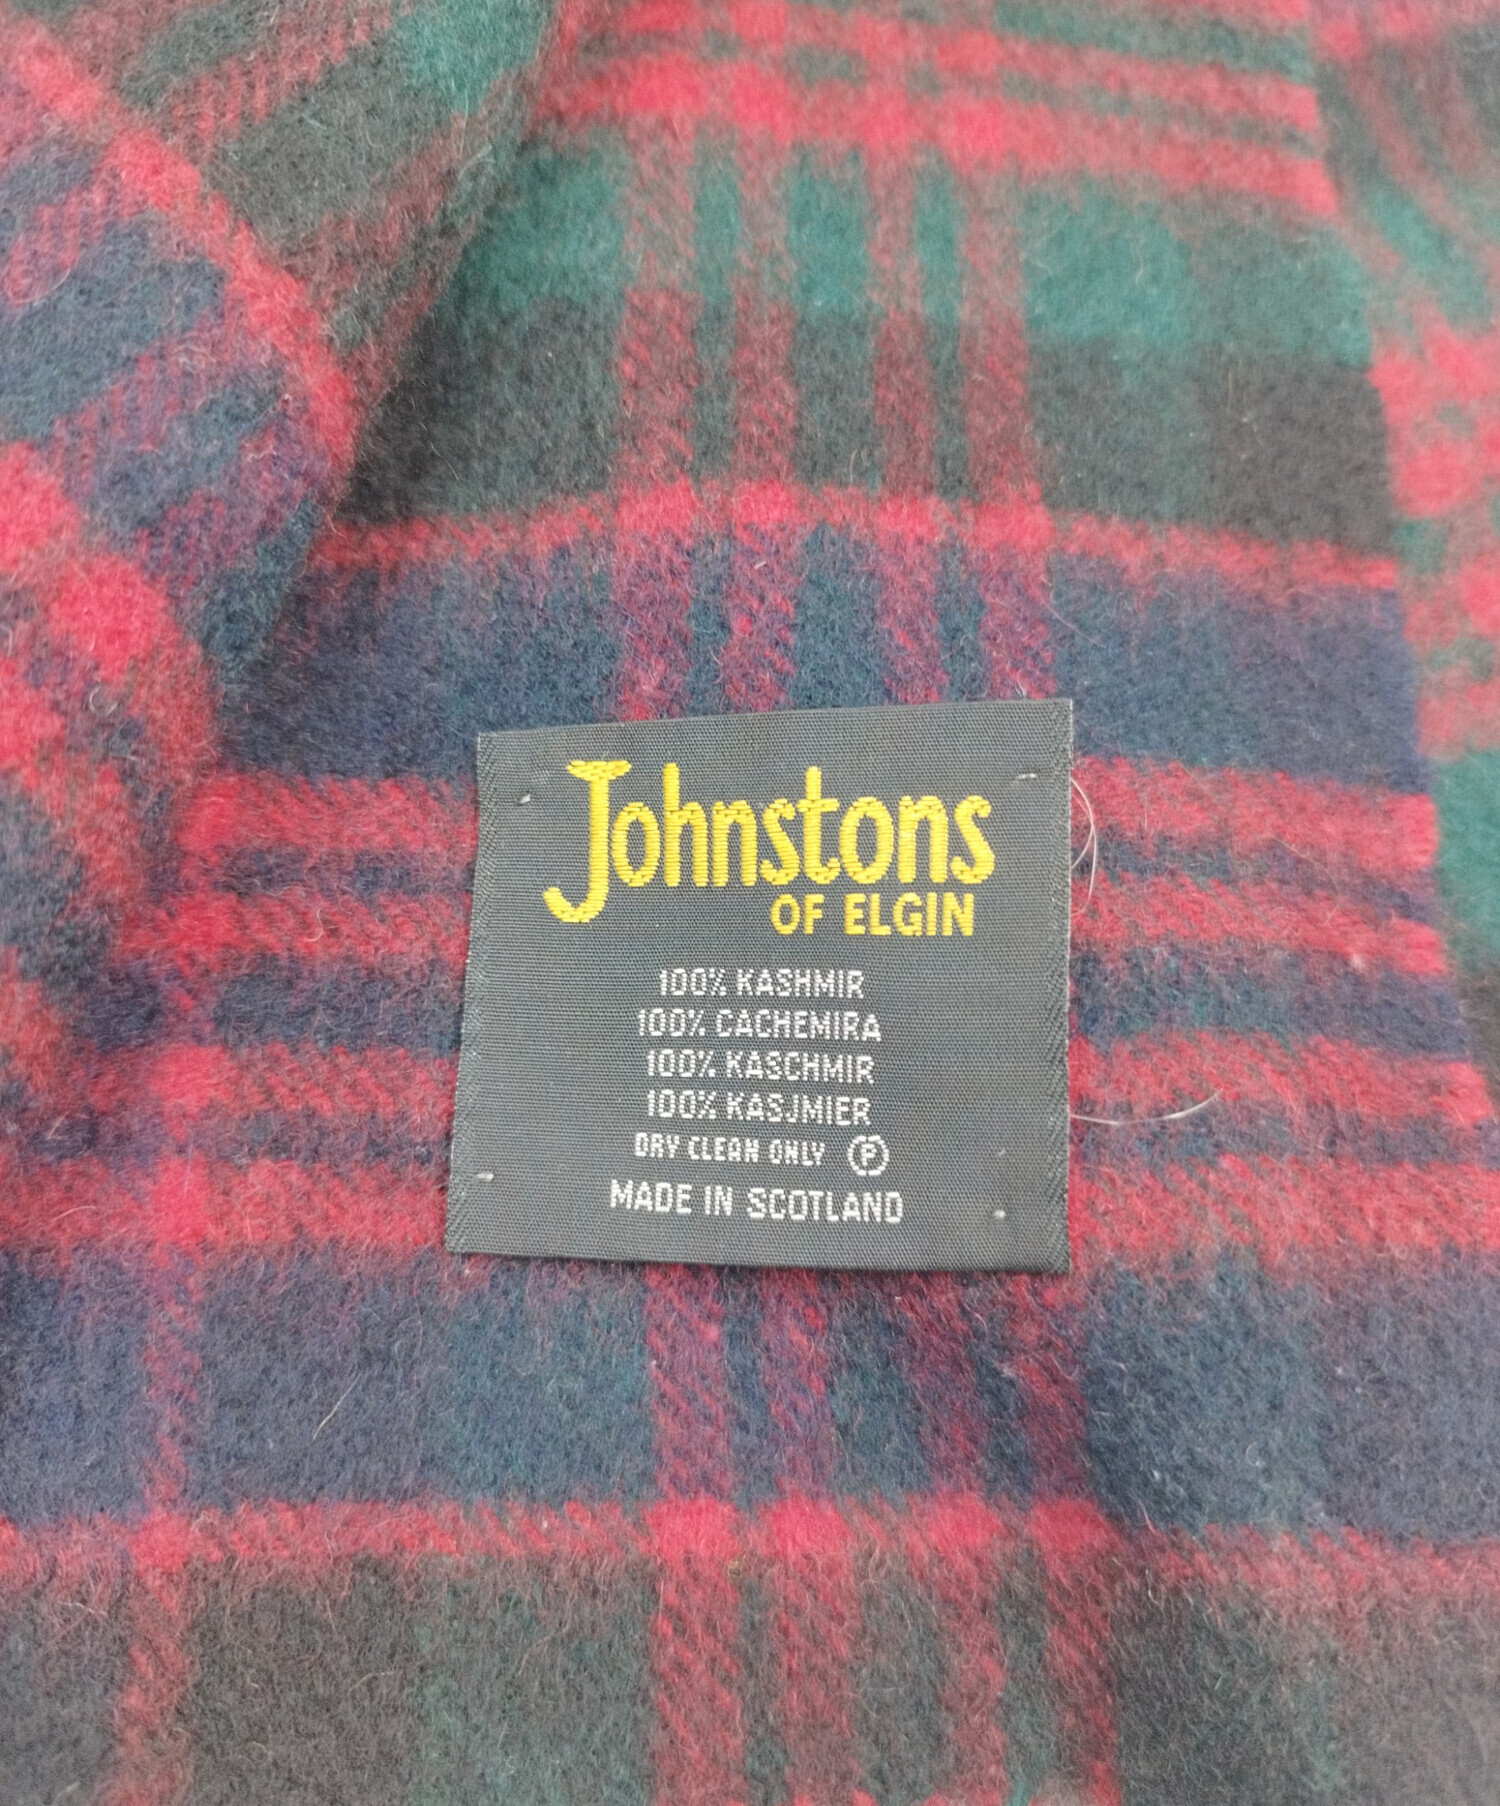 Johnstons
OF ELGIN
100% KASHMIR
100% CACHEMIRA
100% KASCHMIR
100% KASJMIER
DRY CLEAN ONLY Ⓟ
MADE IN SCOTLAND